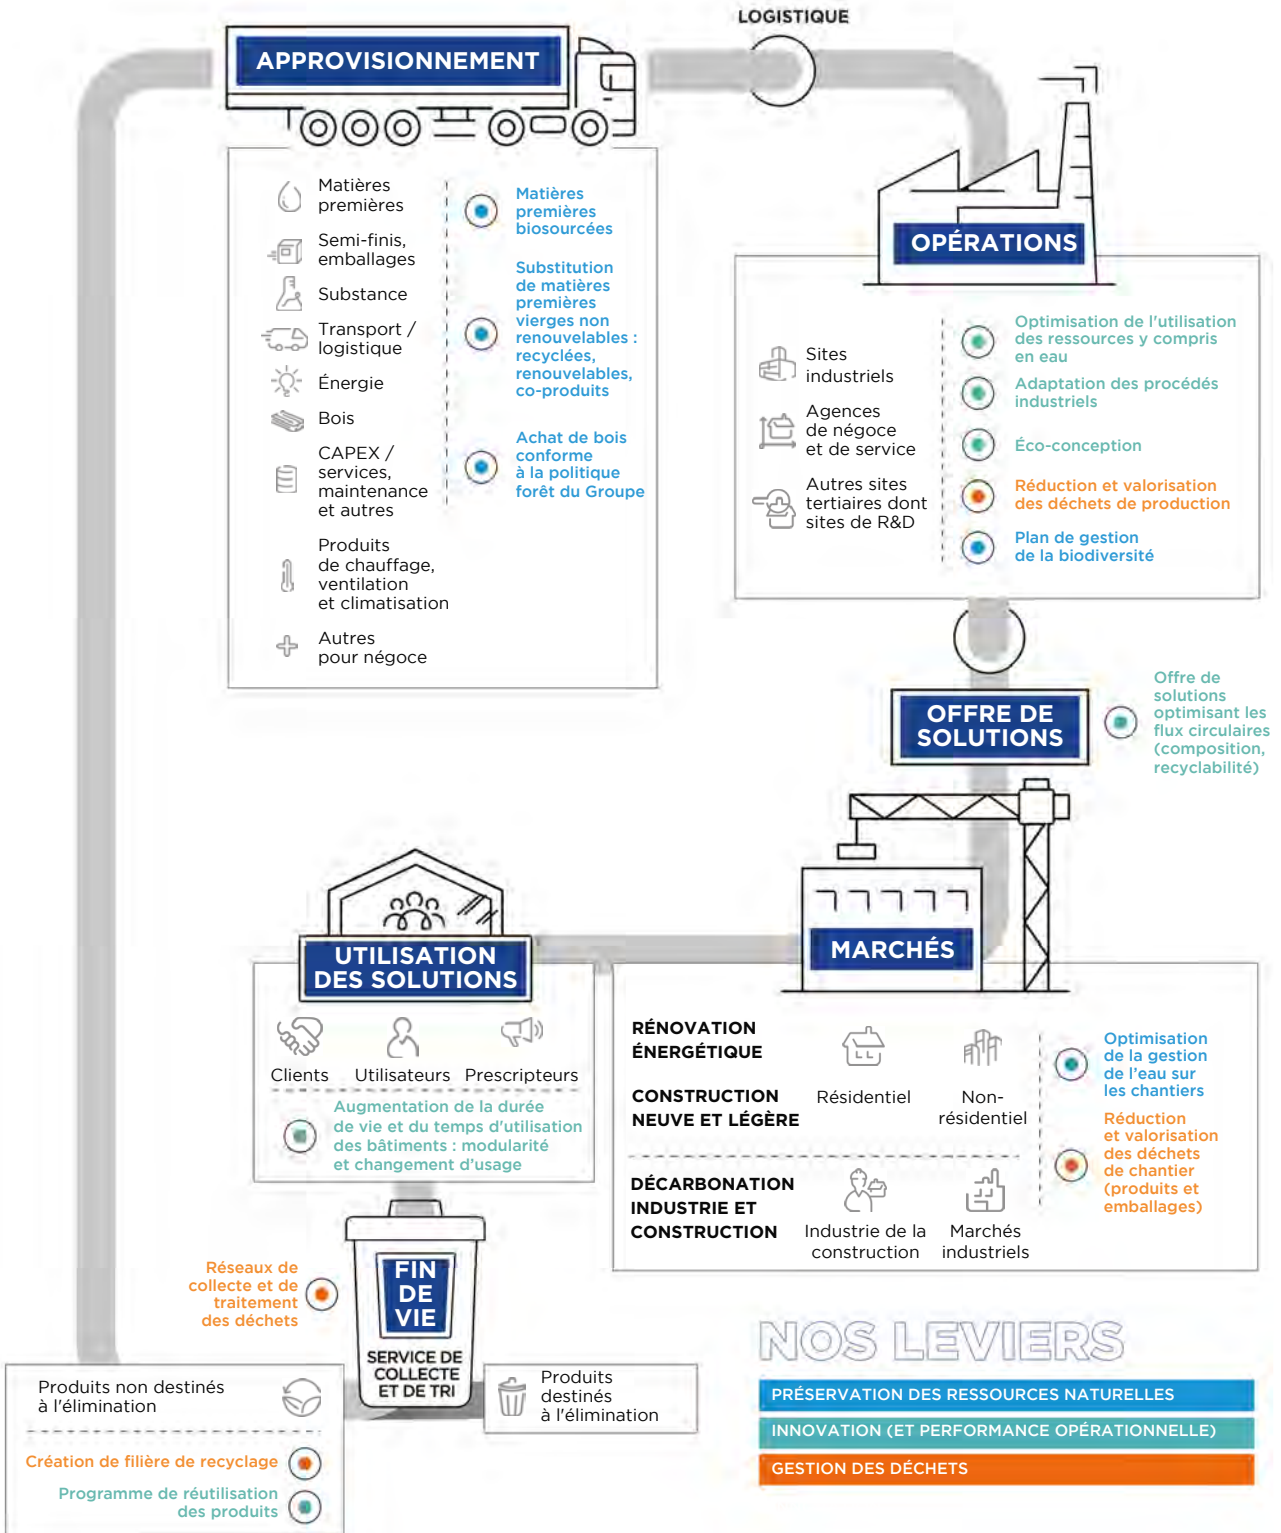 LOGISTIQUE
APPROVISIONNEMENT
Matières
premières
Semi-finis,
emballages
Substance
Transport /
logistique
Énergie
Bois
CAPEX /
services,
maintenance
et autres
Produits
de chauffage,
ventilation
et climatisation
Autres
pour négoce
Matières
premières
biosourcées
Substitution
de matières
premières
vierges non
renouvelables :
recyclées,
renouvelables,
co-produits
Achat de bois
conforme
à la politique
forêt du Groupe
OPÉRATIONS
Sites
industriels
Agences
de négoce
et de service
Autres sites
tertiaires dont
sites de R&D
Optimisation de l'utilisation
des ressources y compris
en eau
Adaptation des procédés
industriels
Éco-conception
Réduction et valorisation
des déchets de production
Plan de gestion
de la biodiversité
OFFRE DE
SOLUTIONS
Offre de
solutions
optimisant les
flux circulaires
(composition,
recyclabilité)
MARCHÉS
RÉNOVATION
ÉNERGÉTIQUE
CONSTRUCTION
NEUVE ET LÉGÈRE
Résidentiel
Non-
résidentiel
DÉCARBONATION
INDUSTRIE ET
CONSTRUCTION
Industrie de la
construction
Marchés
industriels
Optimisation
de la gestion
de l'eau sur
les chantiers
Réduction
et valorisation
des déchets
de chantier
(produits et
emballages)
UTILISATION
DES SOLUTIONS
Clients
Utilisateurs
Prescripteurs
Augmentation de la durée
de vie et du temps d'utilisation
des bâtiments : modularité
et changement d'usage
FIN
DE
VIE
SERVICE DE
COLLECTE
ET DE TRI
Réseaux de
collecte et de
traitement
des déchets
Produits
destinés
à l'élimination
Produits non destinés
à l'élimination
Création de filière de recyclage
Programme de réutilisation
des produits
NOS LEVIERS
PRÉSERVATION DES RESSOURCES NATURELLES
INNOVATION (ET PERFORMANCE OPÉRATIONNELLE)
GESTION DES DÉCHETS